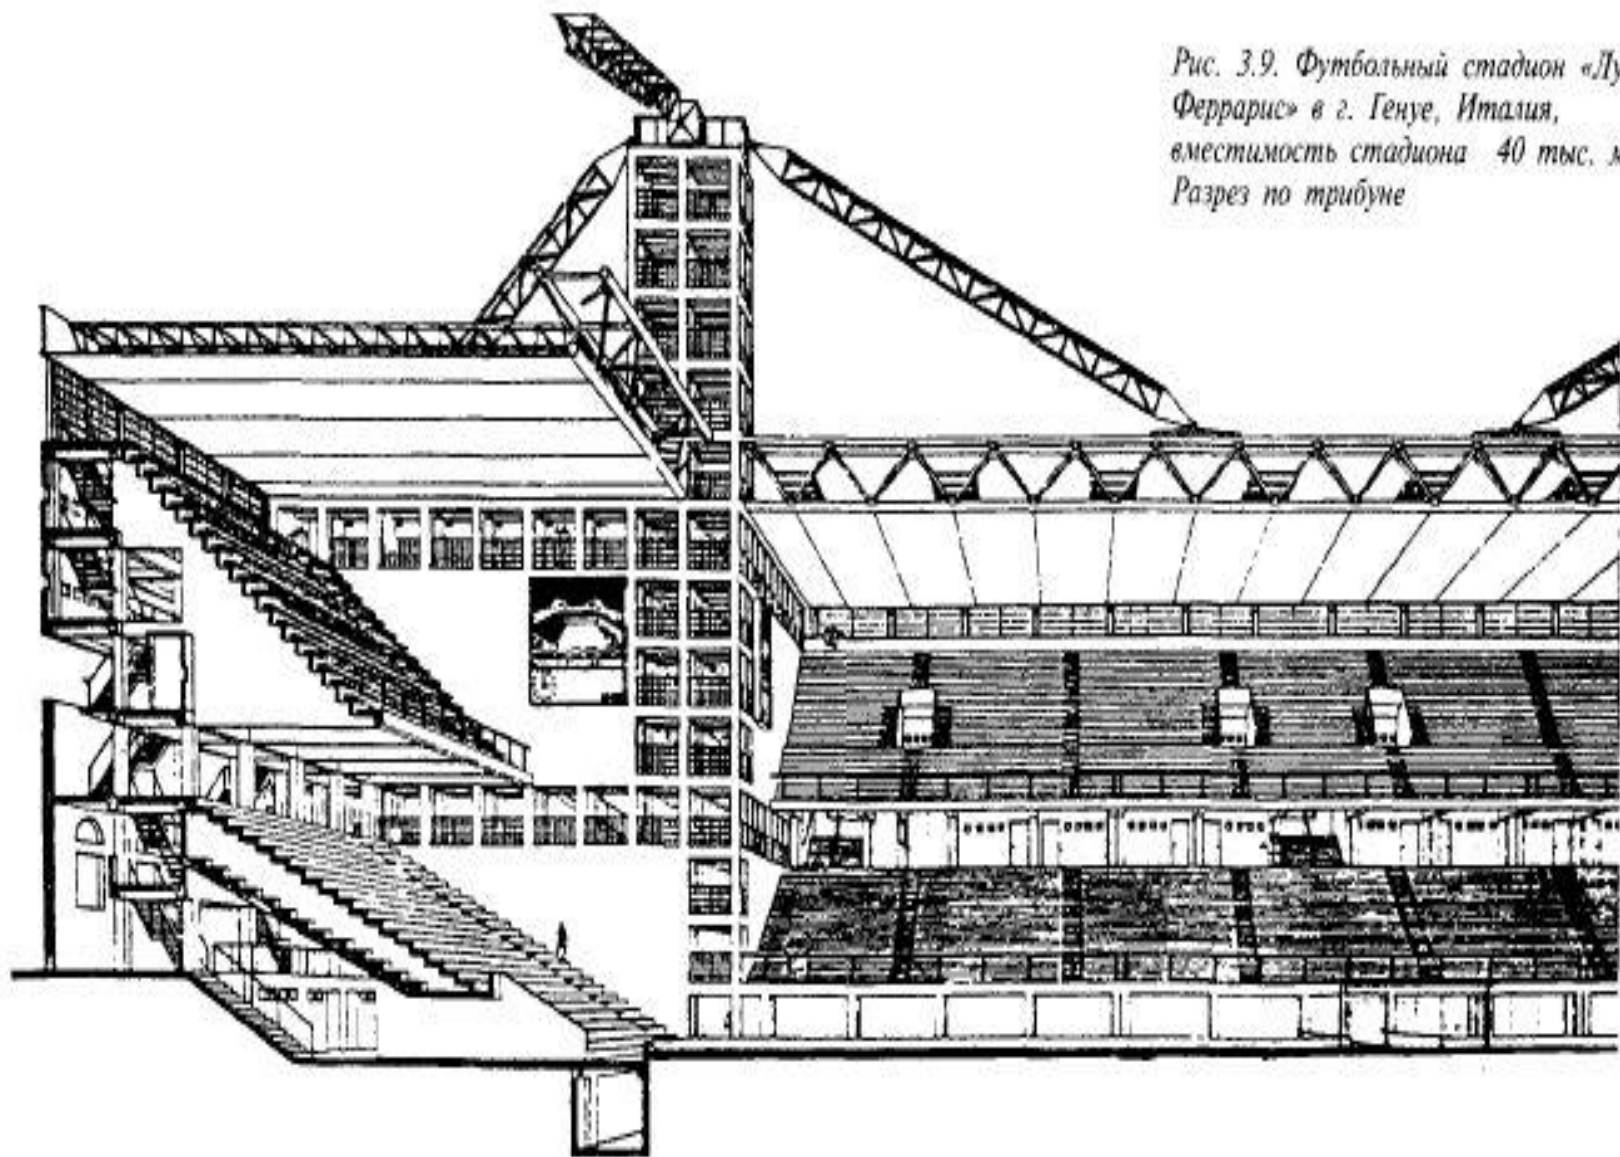 Рис. 3.9. Футбольный стадион «Лу
Феррарис» в г. Генуе, Италия,
вместимость стадиона 40 тыс. м
Разрез по трибуне